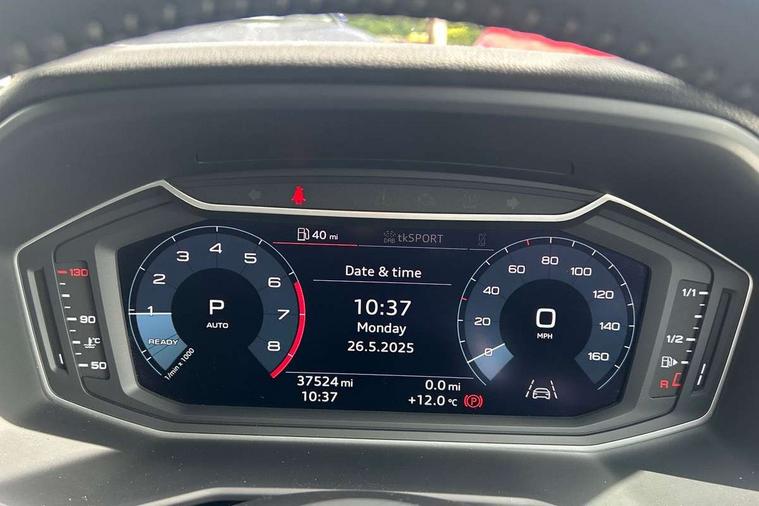 40 mi
DAB tkSPORT
Date & time
10:37
Monday
26.5.2025
37524 mi
0.0 mi
10:37
+12.0 °C
P
AUTO
READY
1/min x 1000
1
2
3
4
5
6
7
8
0
MPH
0
20
40
60
80
100
120
140
160
130
90
°C
50
1/1
1/2
R
P